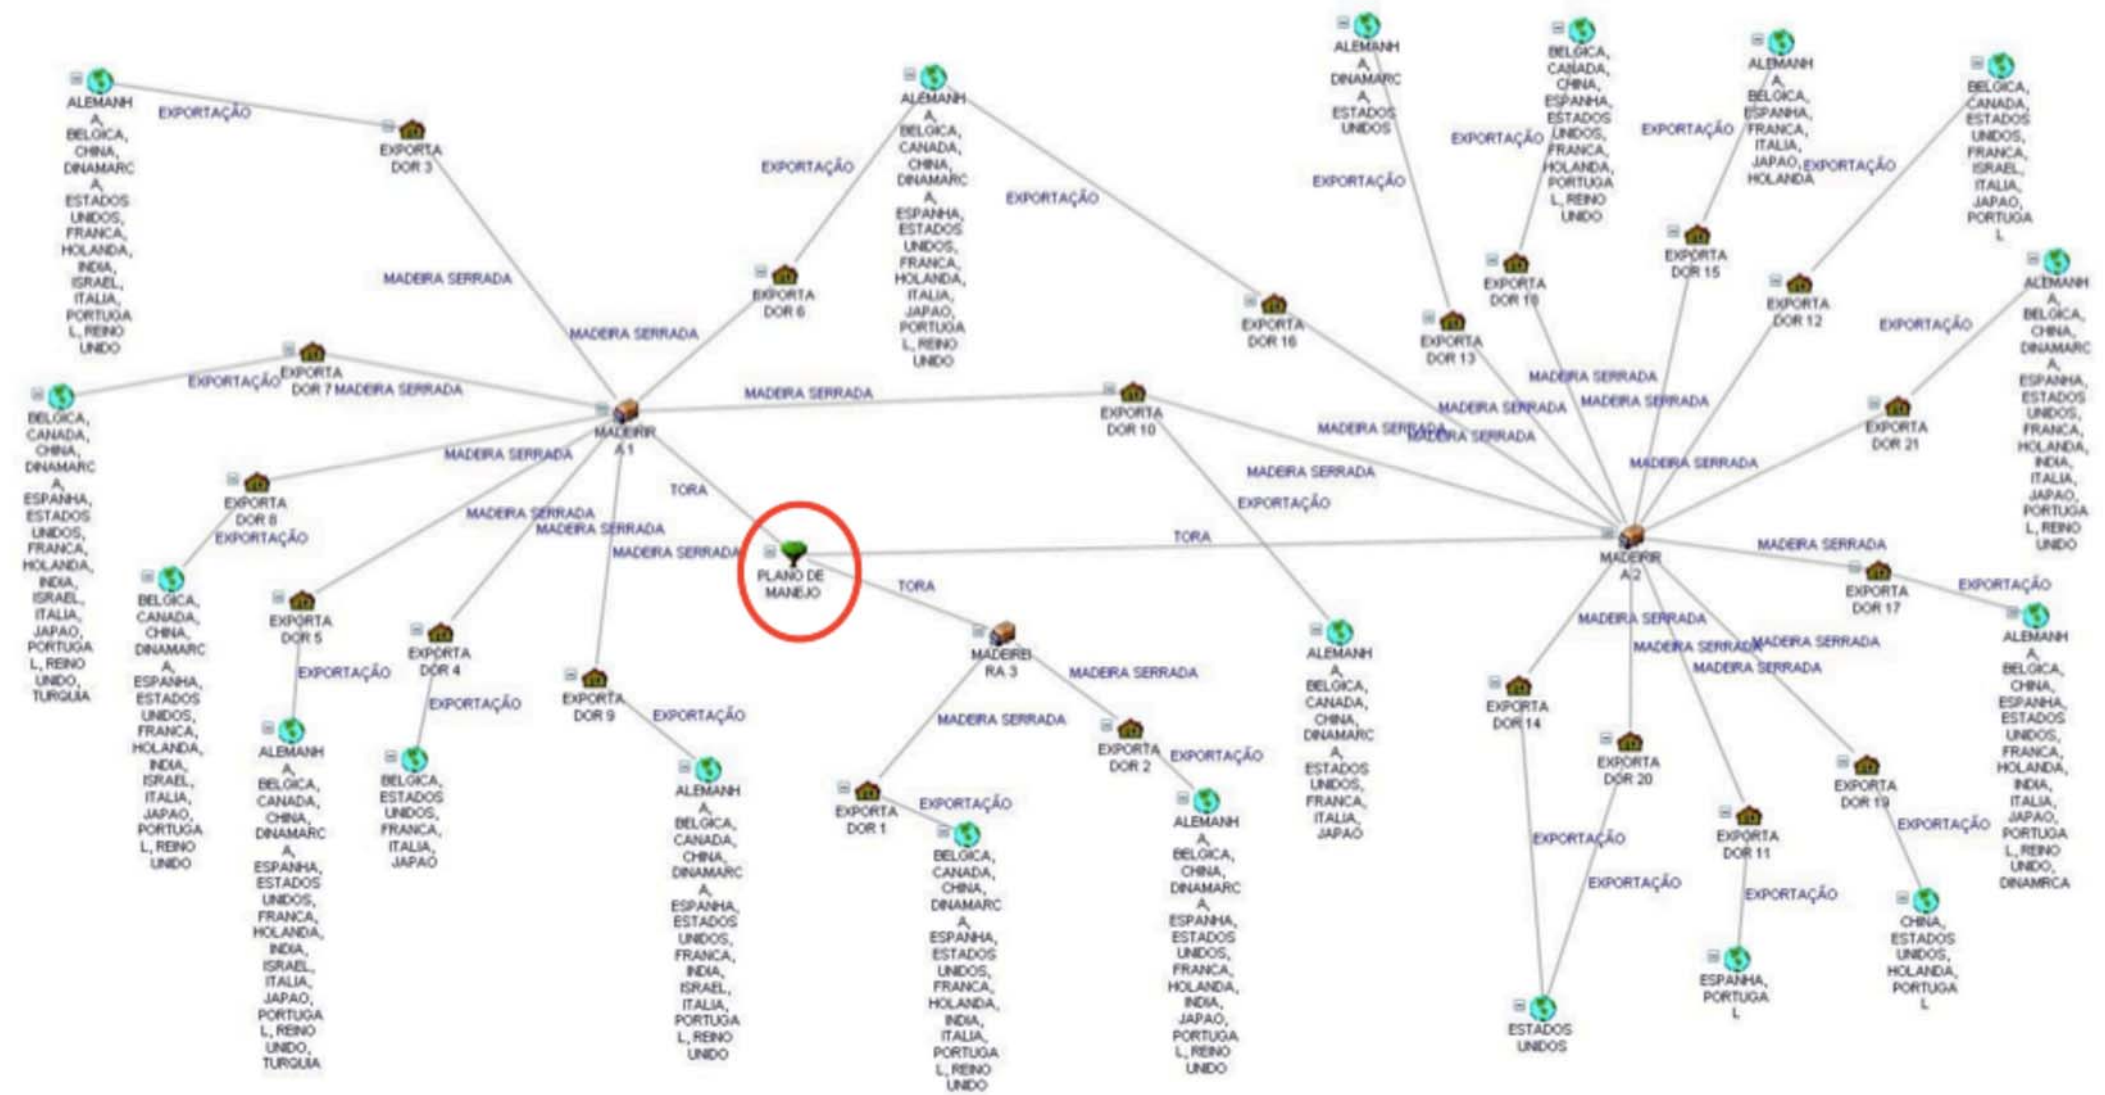 ALEMANH
A,
BELGICA,
CHINA,
DINAMARC
A,
ESTADOS
UNIDOS,
FRANCA,
HOLANDA,
INDIA,
ISRAEL,
ITALIA,
PORTUGA
L, REINO
UNIDO
EXPORTAÇÃO
EXPORTA
DOR 3
MADEIRA SERRADA
MADEIRA SERRADA
EXPORTAÇÃO
EXPORTA
DOR 6
ALEMANH
A,
BELGICA,
CANADA,
CHINA,
DINAMARC
A,
ESPANHA,
ESTADOS
UNIDOS,
FRANCA,
HOLANDA,
ITALIA,
JAPAO,
PORTUGA
L, REINO
UNIDO
EXPORTAÇÃO
EXPORTA
DOR 16
ALEMANH
A,
DINAMARC
A,
ESTADOS
UNIDOS
EXPORTAÇÃO
EXPORTA
DOR 13
BELGICA,
CANADA,
CHINA,
ESPANHA,
ESTADOS
UNIDOS,
FRANCA,
HOLANDA,
PORTUGA
L, REINO
UNIDO
EXPORTAÇÃO
EXPORTA
ALEMANH
A,
BELGICA,
ESPANHA,
FRANCA,
ITALIA,
JAPAO,
HOLANDA
EXPORTAÇÃO
EXPORTA
DOR 15
EXPORTAÇÃO
BELGICA,
CANADA,
ESTADOS
UNIDOS,
FRANCA,
ISRAEL,
ITALIA,
JAPAO,
PORTUGA
L
EXPORTA
DOR 12
ALEMANH
A,
BELGICA,
CHINA,
DINAMARC
A,
ESPANHA,
ESTADOS
UNIDOS,
FRANCA,
HOLANDA,
INDIA,
ITALIA,
JAPAO,
PORTUGA
L, REINO
UNIDO
EXPORTAÇÃO
EXPORTA
DOR 21
EXPORTAÇÃO
EXPORTA
DOR 7
MADEIRA SERRADA
BELGICA,
CANADA,
CHINA,
DINAMARC
A,
ESPANHA,
ESTADOS
UNIDOS,
FRANCA,
HOLANDA,
INDIA,
ISRAEL,
ITALIA,
JAPAO,
PORTUGA
L, REINO
UNIDO,
TURQUIA
MADEIRIR
A 1
MADEIRA SERRADA
EXPORTA
DOR 10
MADEIRA SERRADA
MADEIRA SERRADA
MADEIRA SERRADA
MADEIRA SERRADA
MADEIRA SERRADA
MADEIRA SERRADA
MADEIRA SERRADA
EXPORTAÇÃO
MADEIRA SERRADA
EXPORTA
DOR 8
EXPORTAÇÃO
BELGICA,
CANADA,
CHINA,
DINAMARC
A,
ESPANHA,
ESTADOS
UNIDOS,
FRANCA,
HOLANDA,
INDIA,
ISRAEL,
ITALIA,
JAPAO,
PORTUGA
L, REINO
UNIDO
MADEIRA SERRADA
MADEIRA SERRADA
MADEIRA SERRADA
TORA
PLANO DE
MANEJO
TORA
TORA
MADEIRIR
A 2
EXPORTA
DOR 5
EXPORTAÇÃO
ALEMANH
A,
BELGICA,
CANADA,
CHINA,
DINAMARC
A,
ESPANHA,
ESTADOS
UNIDOS,
FRANCA,
HOLANDA,
INDIA,
ISRAEL,
ITALIA,
JAPAO,
PORTUGA
L, REINO
UNIDO,
TURQUIA
EXPORTA
DOR 4
EXPORTAÇÃO
BELGICA,
ESTADOS
UNIDOS,
FRANCA,
ITALIA,
JAPAO
EXPORTA
DOR 9
EXPORTAÇÃO
ALEMANH
A,
BELGICA,
CANADA,
CHINA,
DINAMARC
A,
ESPANHA,
ESTADOS
UNIDOS,
FRANCA,
INDIA,
ISRAEL,
ITALIA,
PORTUGA
L, REINO
UNIDO
MADEIREI
RA 3
MADEIRA SERRADA
MADEIRA SERRADA
EXPORTA
DOR 1
EXPORTAÇÃO
BELGICA,
CANADA,
CHINA,
DINAMARC
A,
ESPANHA,
ESTADOS
UNIDOS,
FRANCA,
HOLANDA,
INDIA,
ITALIA,
PORTUGA
L, REINO
UNIDO
EXPORTA
DOR 2
EXPORTAÇÃO
ALEMANH
A,
BELGICA,
CHINA,
DINAMARC
A,
ESPANHA,
ESTADOS
UNIDOS,
FRANCA,
HOLANDA,
INDIA,
JAPAO,
PORTUGA
L, REINO
UNIDO
ALEMANH
A,
BELGICA,
CANADA,
CHINA,
DINAMARC
A,
ESTADOS
UNIDOS,
FRANCA,
ITALIA,
JAPAO
MADEIRA SERRADA
EXPORTA
DOR 17
EXPORTAÇÃO
ALEMANH
A,
BELGICA,
CHINA,
ESPANHA,
ESTADOS
UNIDOS,
FRANCA,
HOLANDA,
INDIA,
ITALIA,
JAPAO,
PORTUGA
L, REINO
UNIDO,
DINAMRCA
MADEIRA SERRADA
MADEIRA SERRADA
MADEIRA SERRADA
MADEIRA SERRADA
EXPORTA
DOR 14
EXPORTA
DOR 20
EXPORTAÇÃO
EXPORTAÇÃO
ESTADOS
UNIDOS
EXPORTA
DOR 11
EXPORTAÇÃO
ESPANHA,
PORTUGA
L
EXPORTA
DOR 19
EXPORTAÇÃO
CHINA,
ESTADOS
UNIDOS,
HOLANDA,
PORTUGA
L